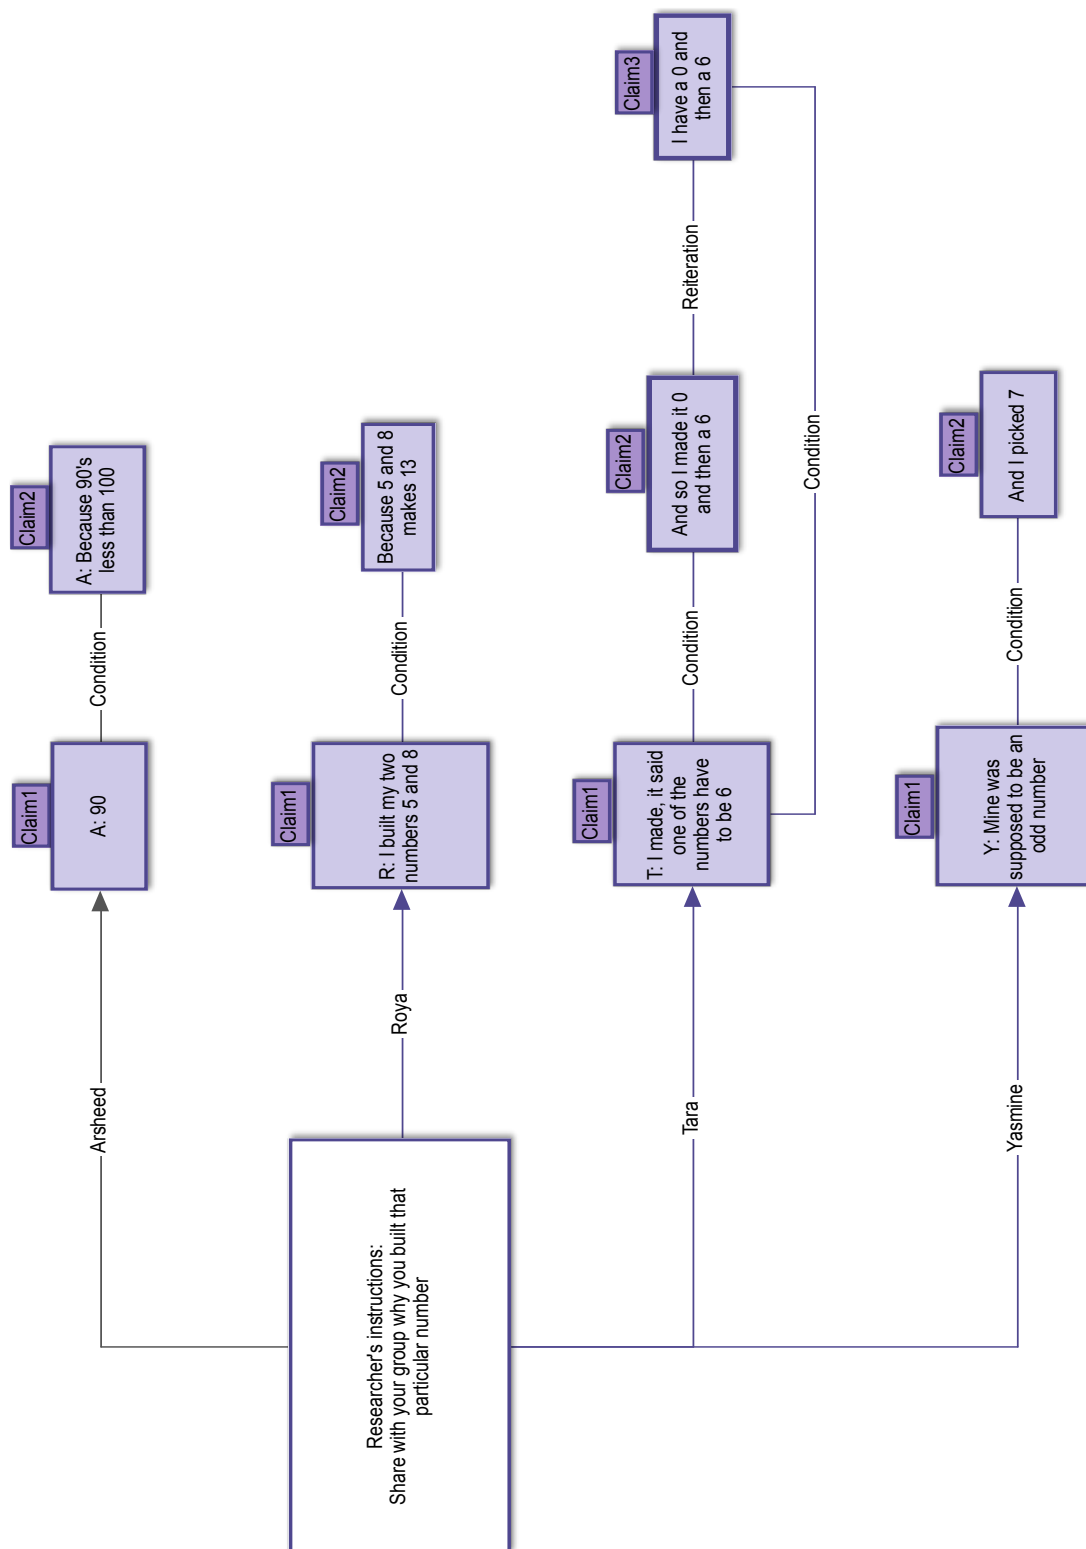 Researcher's instructions:
Share with your group why you built that
particular number
Arsheed
Claim1
A: 90
Condition
Claim2
A: Because 90's
less than 100
Roya
Claim1
R: I built my two
numbers 5 and 8
Condition
Claim2
Because 5 and 8
makes 13
Tara
Claim1
T: I made, it said
one of the
numbers have
to be 6
Condition
Claim2
And so I made it 0
and then a 6
Reiteration
Claim3
I have a 0 and
then a 6
Condition
Yasmine
Claim1
Y: Mine was
supposed to be an
odd number
Condition
Claim2
And I picked 7